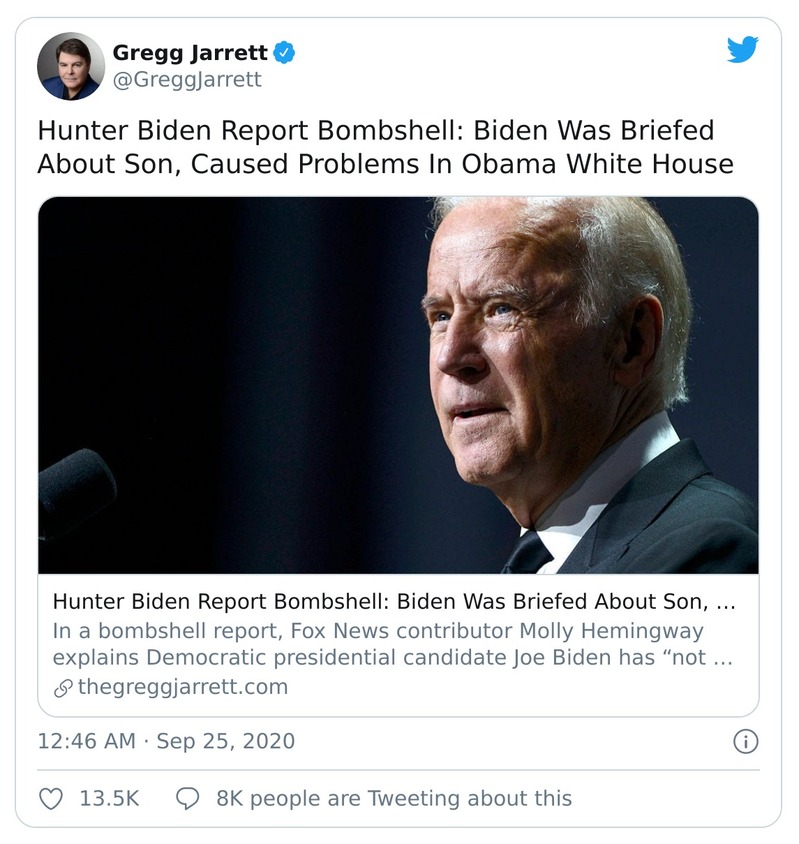 Gregg Jarrett
@GreggJarrett
Hunter Biden Report Bombshell: Biden Was Briefed
About Son, Caused Problems In Obama White House
Hunter Biden Report Bombshell: Biden Was Briefed About Son, ...
In a bombshell report, Fox News contributor Molly Hemingway
explains Democratic presidential candidate Joe Biden has “not ...
thegreggjarrett.com
12:46 AM · Sep 25, 2020
13.5K 8K people are Tweeting about this